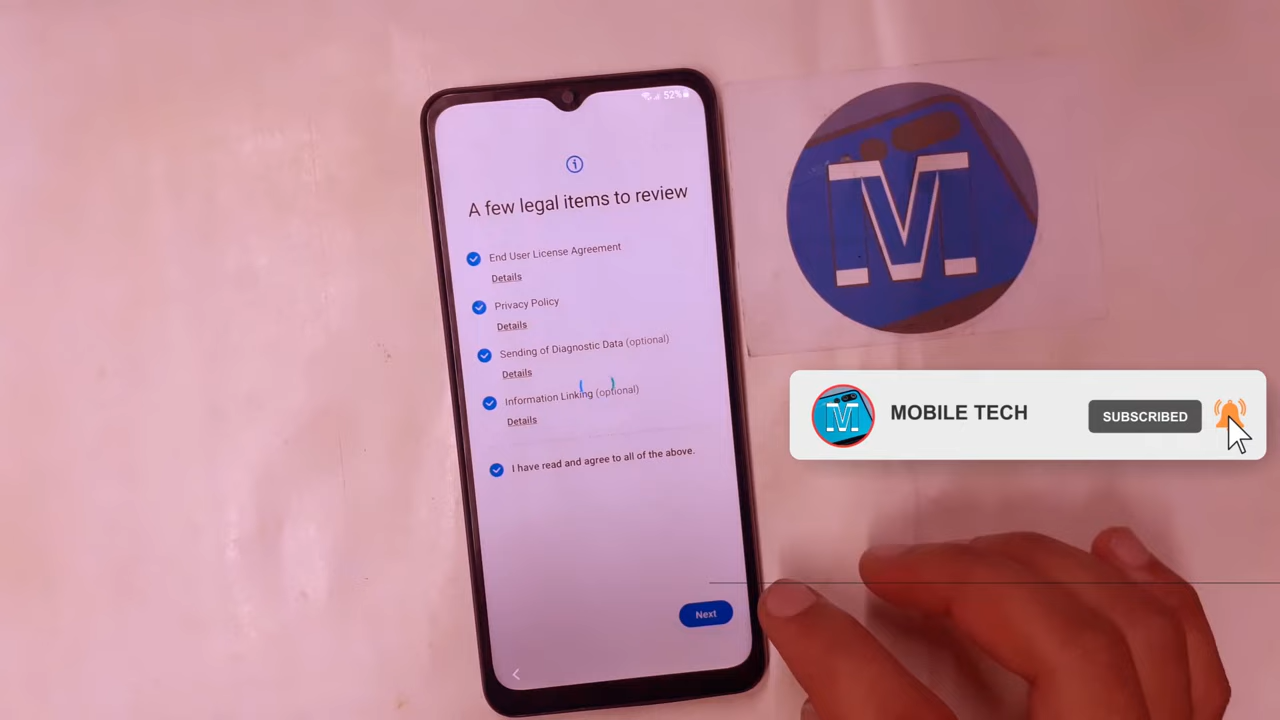 52%
A few legal items to review
End User License Agreement
Details
Privacy Policy
Details
Sending of Diagnostic Data (optional)
Details
Information Linking (optional)
Details
I have read and agree to all of the above.
Next
M
M
MOBILE TECH
SUBSCRIBED